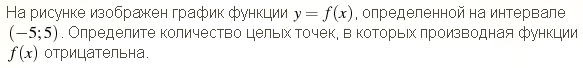 На рисунке изображен график функции y = f(x), определенной на интервале
(−5;5). Определите количество целых точек, в которых производная функции
f(x) отрицательна.